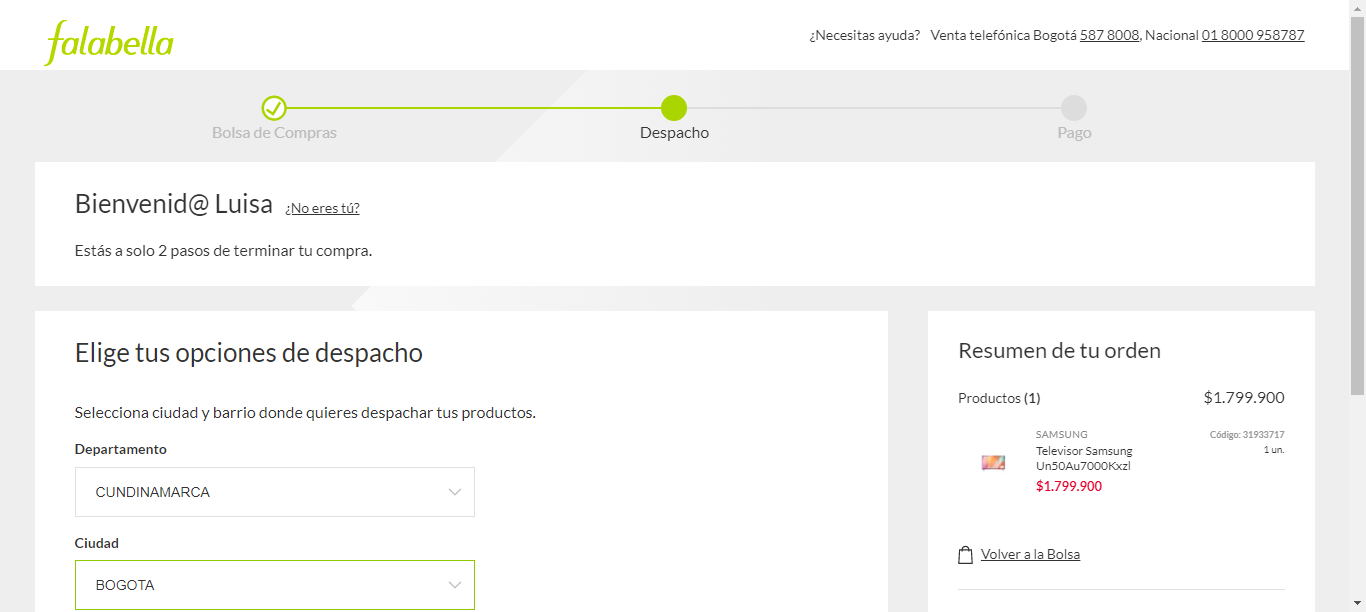 falabella
¿Necesitas ayuda? Venta telefónica Bogotá 587 8008, Nacional 01 8000 958787
Bolsa de Compras
Despacho
Pago
Bienvenid@ Luisa ¿No eres tú?
Estás a solo 2 pasos de terminar tu compra.
Elige tus opciones de despacho
Selecciona ciudad y barrio donde quieres despachar tus productos.
Departamento
CUNDINAMARCA
Ciudad
BOGOTA
Resumen de tu orden
Productos (1) $1.799.900
SAMSUNG Código: 31933717
Televisor Samsung 1 un.
Un50Au7000Kxzl
$1.799.900
Volver a la Bolsa